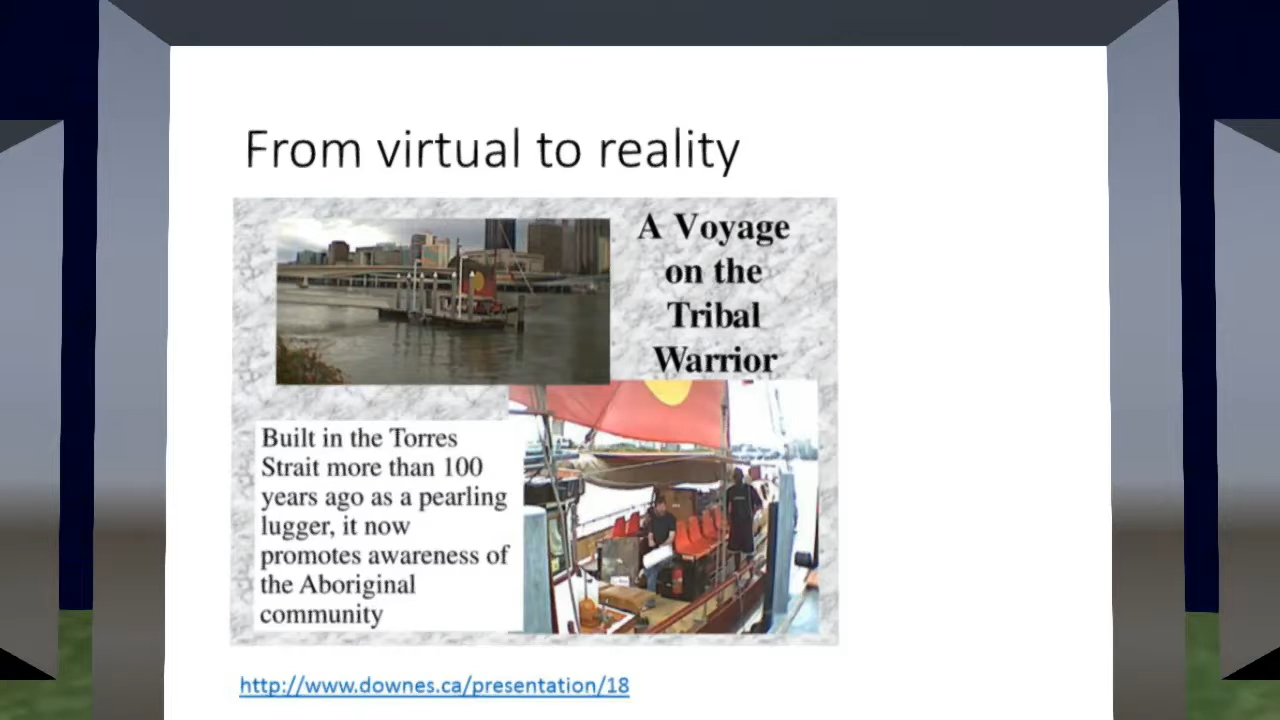 From virtual to reality
A Voyage
on the
Tribal
Warrior
Built in the Torres
Strait more than 100
years ago as a pearling
lugger, it now
promotes awareness of
the Aboriginal
community
http://www.downes.ca/presentation/18